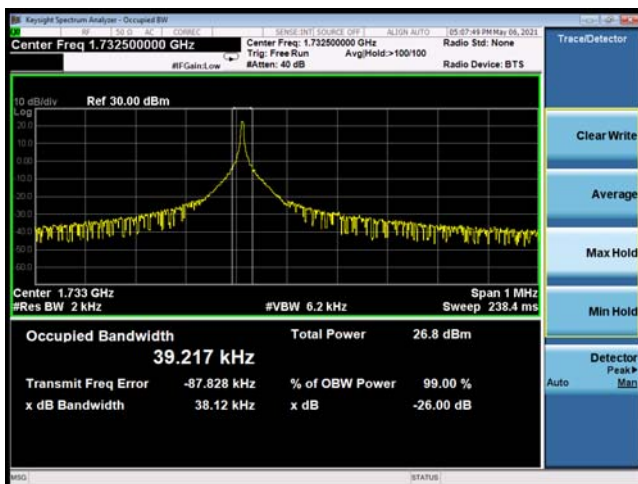 Keysight Spectrum Analyzer - Occupied BW
RF 50 Ω AC CORREC SENSE:INT SOURCE OFF ALIGN AUTO 05:07:49 PM May 06, 2021
Center Freq 1.732500000 GHz
Center Freq: 1.732500000 GHz
Radio Std: None
Trace/Detector
Trig: Free Run
Avg|Hold:>100/100
#IFGain:Low
#Atten: 40 dB
Radio Device: BTS
10 dB/div
Ref 30.00 dBm
Log
20.0
10.0
0.00
10.0
20.0
30.0
40.0
50.0
60.0
Clear Write
Average
Max Hold
Min Hold
Detector
Peak▶
Auto Man
Center 1.733 GHz
Span 1 MHz
#Res BW 2 kHz
#VBW 6.2 kHz
Sweep 238.4 ms
Occupied Bandwidth
39.217 kHz
Total Power
26.8 dBm
Transmit Freq Error
-87.828 kHz
% of OBW Power
99.00 %
x dB Bandwidth
38.12 kHz
x dB
-26.00 dB
MSG
STATUS